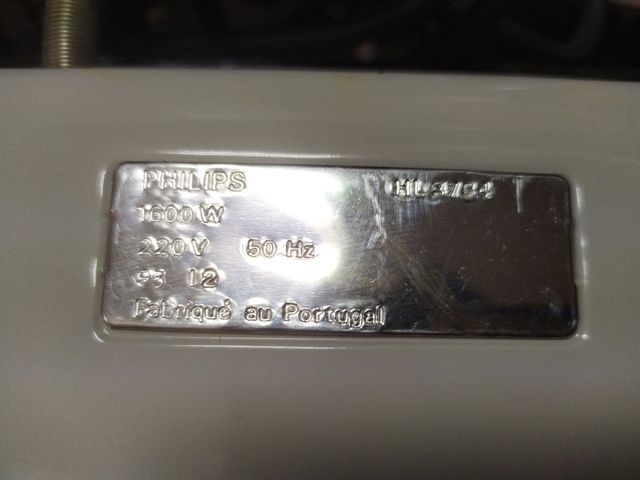 PHILIPS
1600 W
220 V 50 Hz
93 12
Fabriqué au Portugal